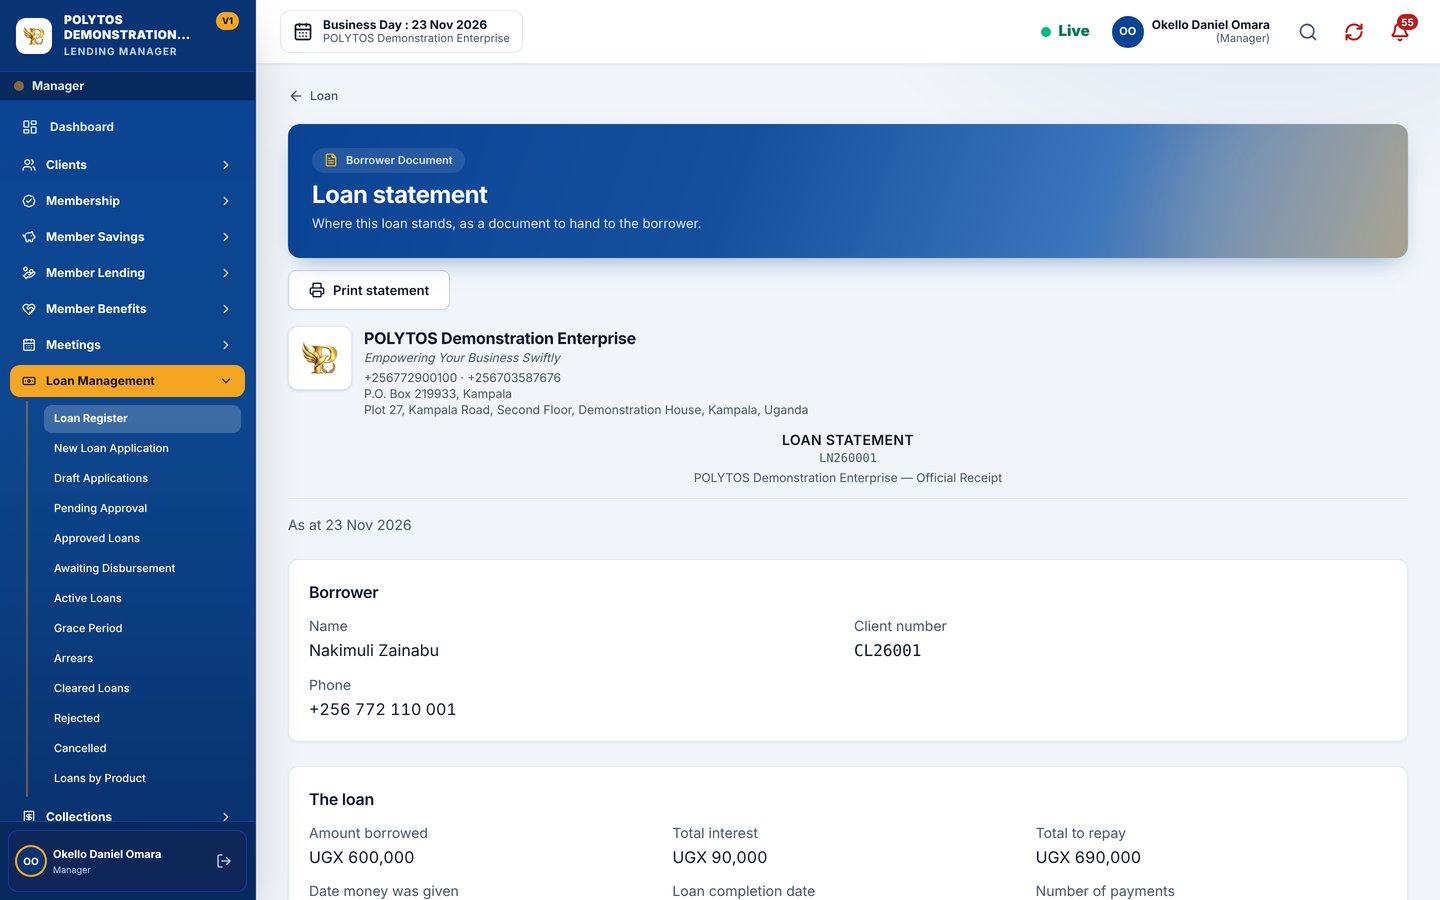 POLYTOS DEMONSTRATION...
V1
LENDING MANAGER
Manager
Dashboard
Clients
Membership
Member Savings
Member Lending
Member Benefits
Meetings
Loan Management
Loan Register
New Loan Application
Draft Applications
Pending Approval
Approved Loans
Awaiting Disbursement
Active Loans
Grace Period
Arrears
Cleared Loans
Rejected
Cancelled
Loans by Product
Collections
OO
Okello Daniel Omara
Manager
Business Day : 23 Nov 2026
POLYTOS Demonstration Enterprise
Live
OO
Okello Daniel Omara
(Manager)
55
Loan
Borrower Document
Loan statement
Where this loan stands, as a document to hand to the borrower.
Print statement
POLYTOS Demonstration Enterprise
Empowering Your Business Swiftly
+256772900100 · +256703587676
P.O. Box 219933, Kampala
Plot 27, Kampala Road, Second Floor, Demonstration House, Kampala, Uganda
LOAN STATEMENT
LN260001
POLYTOS Demonstration Enterprise — Official Receipt
As at 23 Nov 2026
Borrower
Name
Client number
Nakimuli Zainabu
CL26001
Phone
+256 772 110 001
The loan
Amount borrowed
Total interest
Total to repay
UGX 600,000
UGX 90,000
UGX 690,000
Date money was given
Loan completion date
Number of payments